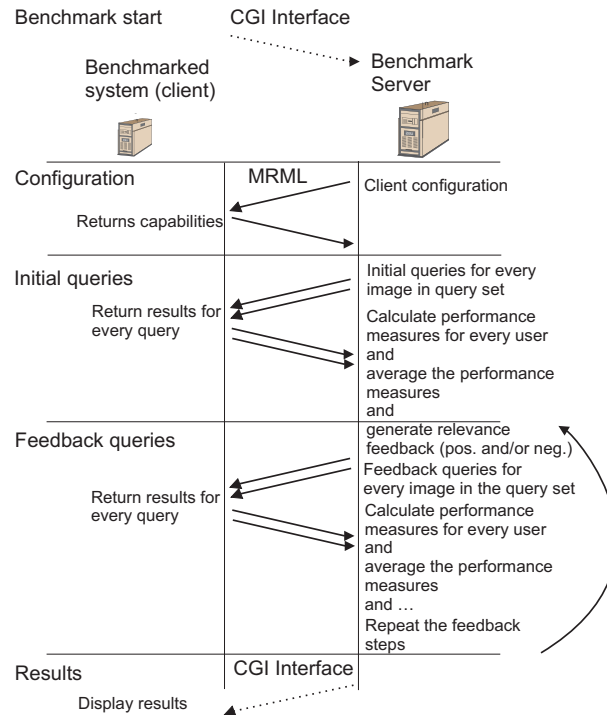 Benchmark start CGI Interface
Benchmarked
system (client)
Benchmark
Server
Configuration MRML
Client configuration
Returns capabilities
Initial queries
Initial queries for every
image in query set
Return results for
every query
Calculate performance
measures for every user
and
average the performance
measures
and
generate relevance
feedback (pos. and/or neg.)
Feedback queries
Feedback queries for
every image in the query set
Return results for
every query
Calculate performance
measures for every user
and
average the performance
measures
and …
Repeat the feedback
steps
Results CGI Interface
Display results